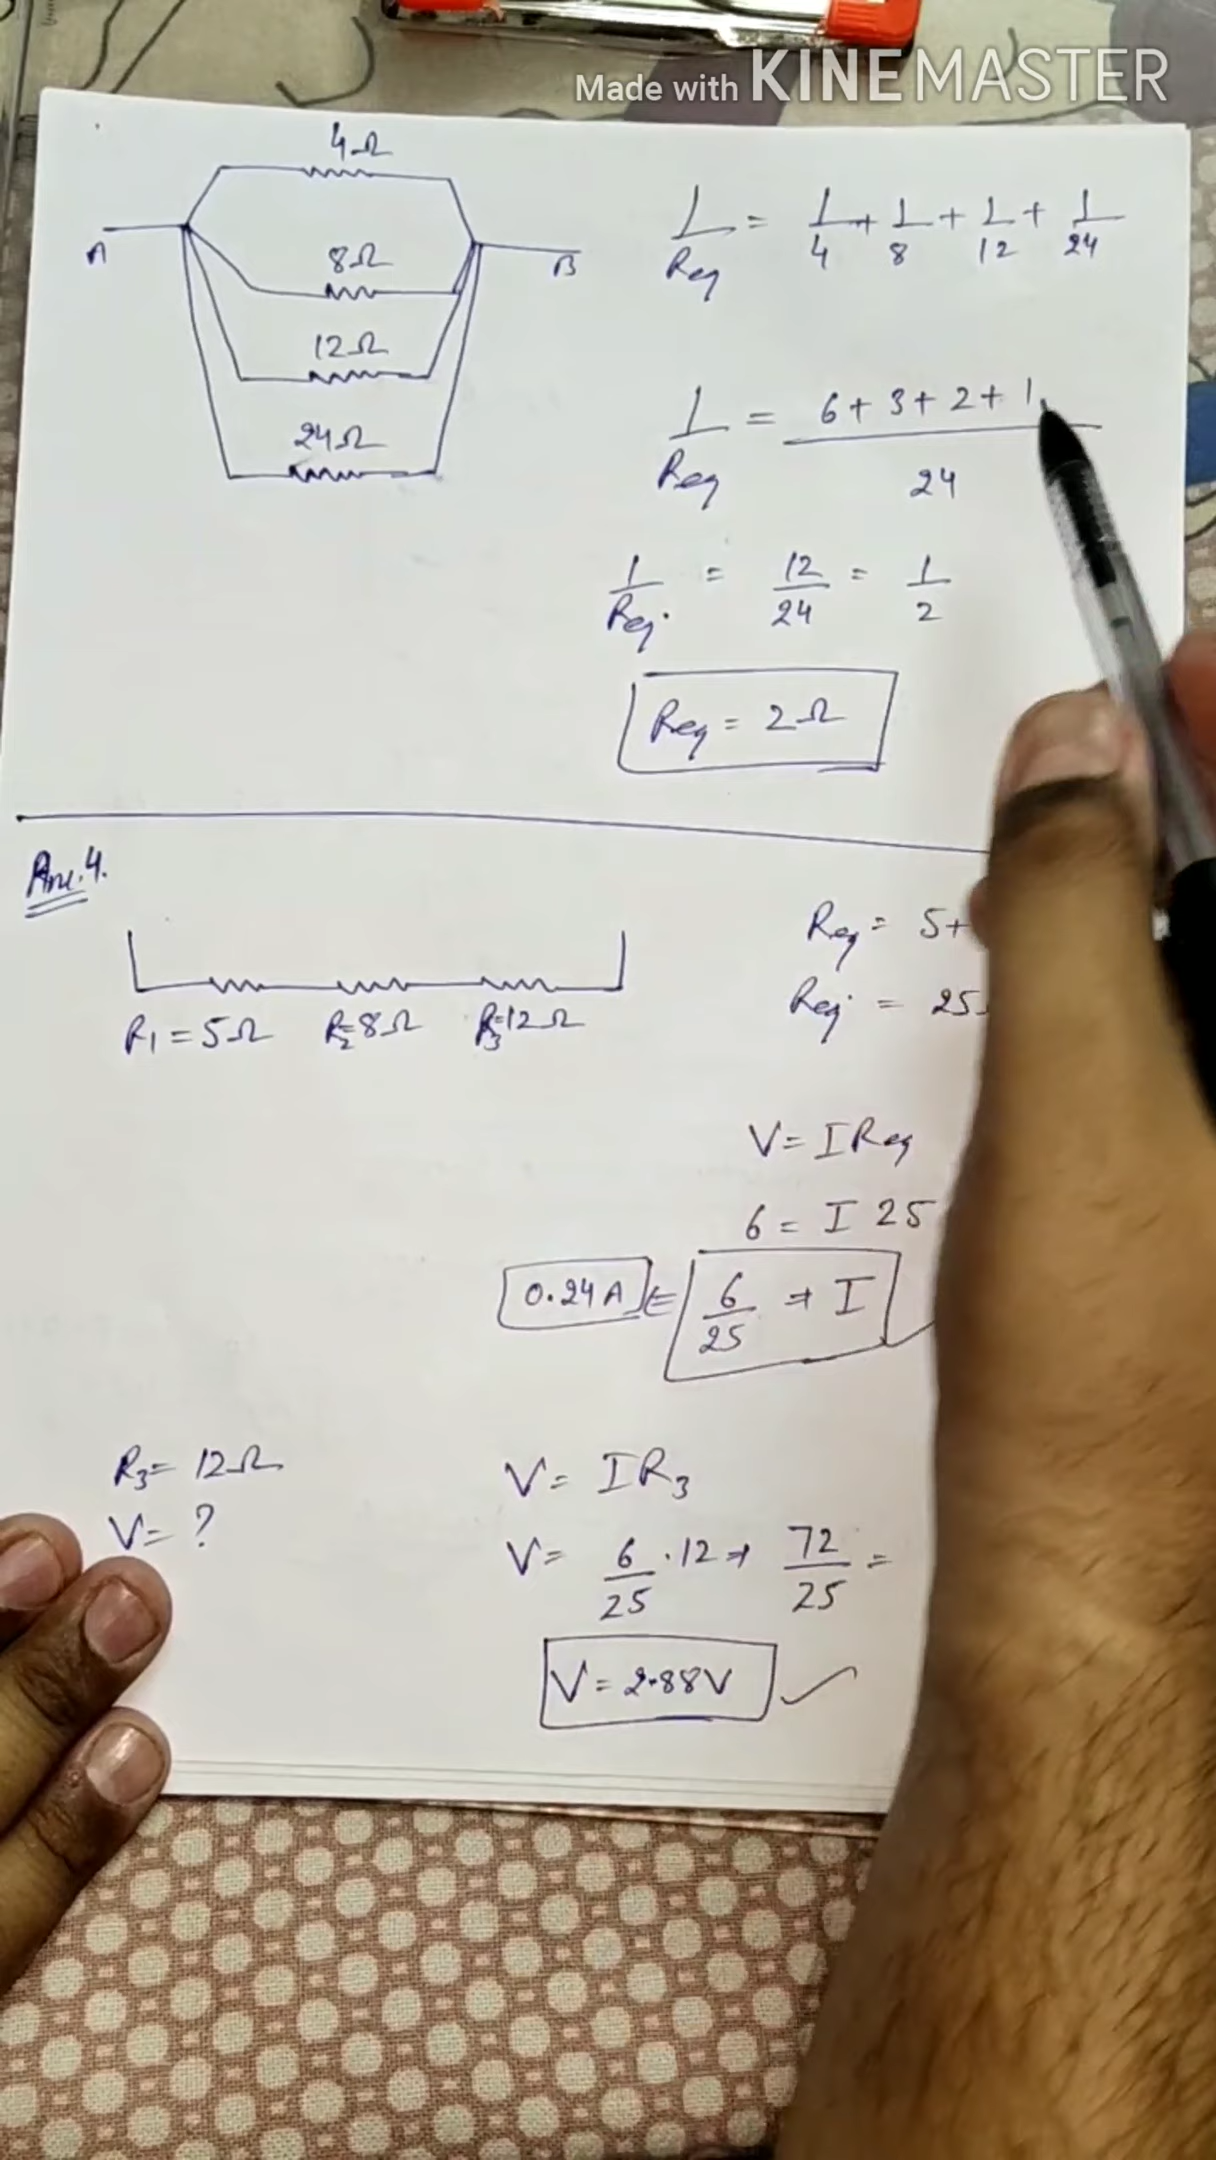 Made with KINEMASTER
4Ω
A
B
8Ω
12Ω
24Ω
1/Req = 1/4 + 1/8 + 1/12 + 1/24
1/Req = 6 + 3 + 2 + 1 / 24
1/Req. = 12/24 = 1/2
Req = 2Ω
Ans.4.
R1 = 5Ω R2=8Ω R3=12Ω
Req = 5+
Req. = 25
V = I Req
6 = I 25
0.24A ⇐ 6/25 ⇒ I
R3 = 12Ω
V = ?
V = IR3
V = 6/25 · 12 ⇒ 72/25 =
V = 2.88V